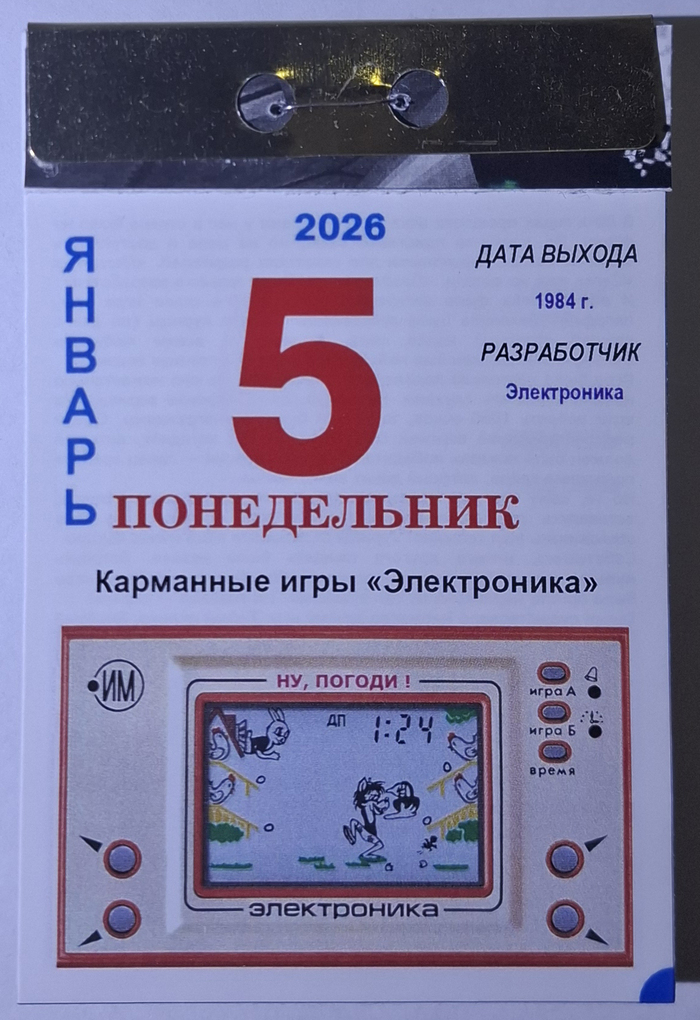 2026
ЯНВАРЬ
5
ПОНЕДЕЛЬНИК
ДАТА ВЫХОДА
1984 г.
РАЗРАБОТЧИК
Электроника
Карманные игры «Электроника»
ИМ
НУ, ПОГОДИ !
ДП 1:24
игра А
игра Б
время
электроника